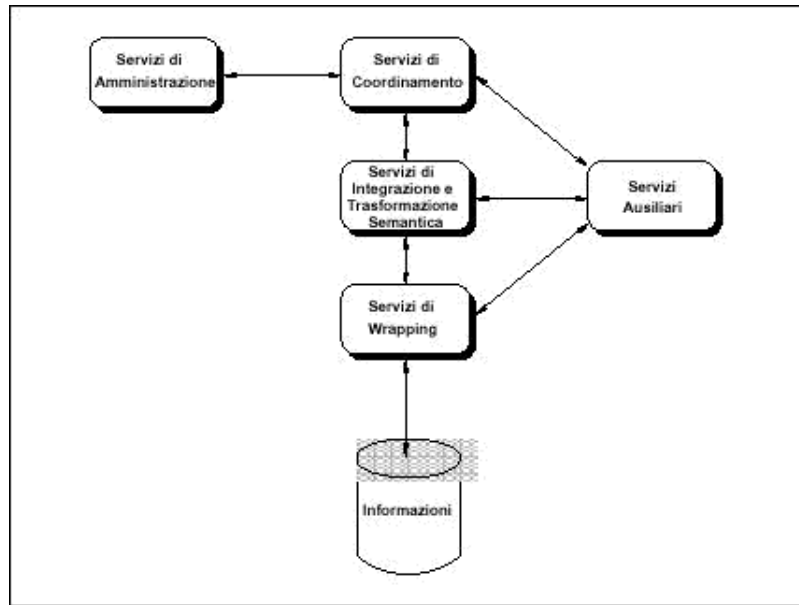 Servizi di
Amministrazione
Servizi di
Coordinamento
Servizi di
Integrazione e
Trasformazione
Semantica
Servizi
Ausiliari
Servizi di
Wrapping
Informazioni